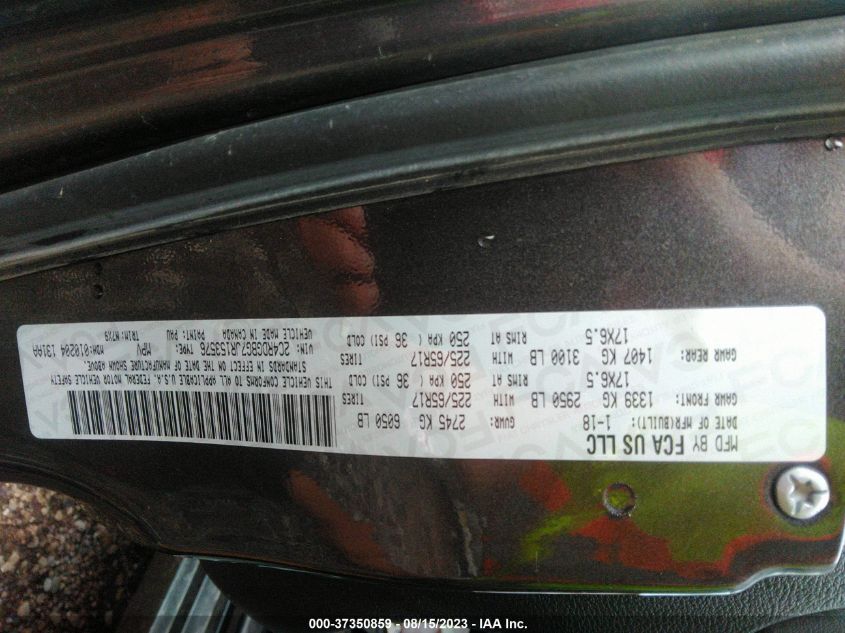 MFD BY FCA US LLC
DATE OF MFR(BUILT): 1-18 GVWR: 2745 KG 6050 LB
GAWR FRONT: 1339 KG 2950 LB WITH TIRES 225/65R17
17X6.5 RIMS AT 250 KPA( 36 PSI) COLD
GAWR REAR: 1407 KG 3100 LB WITH TIRES 225/65R17
17X6.5 RIMS AT 250 KPA( 36 PSI) COLD
THIS VEHICLE CONFORMS TO ALL APPLICABLE U.S.A. FEDERAL MOTOR VEHICLE SAFETY
STANDARDS IN EFFECT ON THE DATE OF MANUFACTURE SHOWN ABOVE.
VIN: 2C4RDGBG7JR153576 TYPE: MPV MDH:010204 131AA
VEHICLE MADE IN CANADA PAINT: PAU TRIM: M7X9
000-37350859 - 08/15/2023 - IAA Inc.